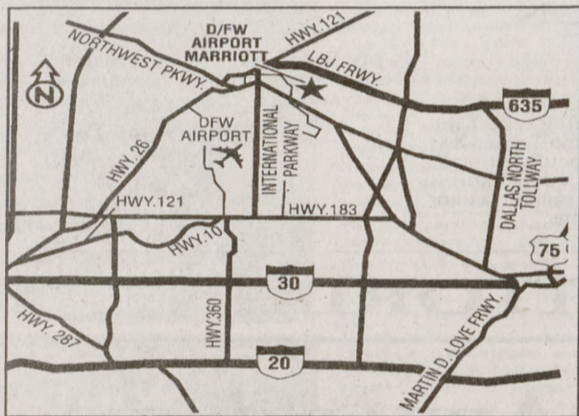 D/FW
AIRPORT
MARRIOTT
HWY.121
NORTHWEST PKWY.
LBJ FRWY.
N
635
DFW
AIRPORT
INTERNATIONAL
PARKWAY
HWY. 26
DALLAS NORTH
TOLLWAY
HWY.121
HWY.183
HWY.10
75
30
HWY. 287
HWY.360
MARTIN D. LOVE FRWY.
20